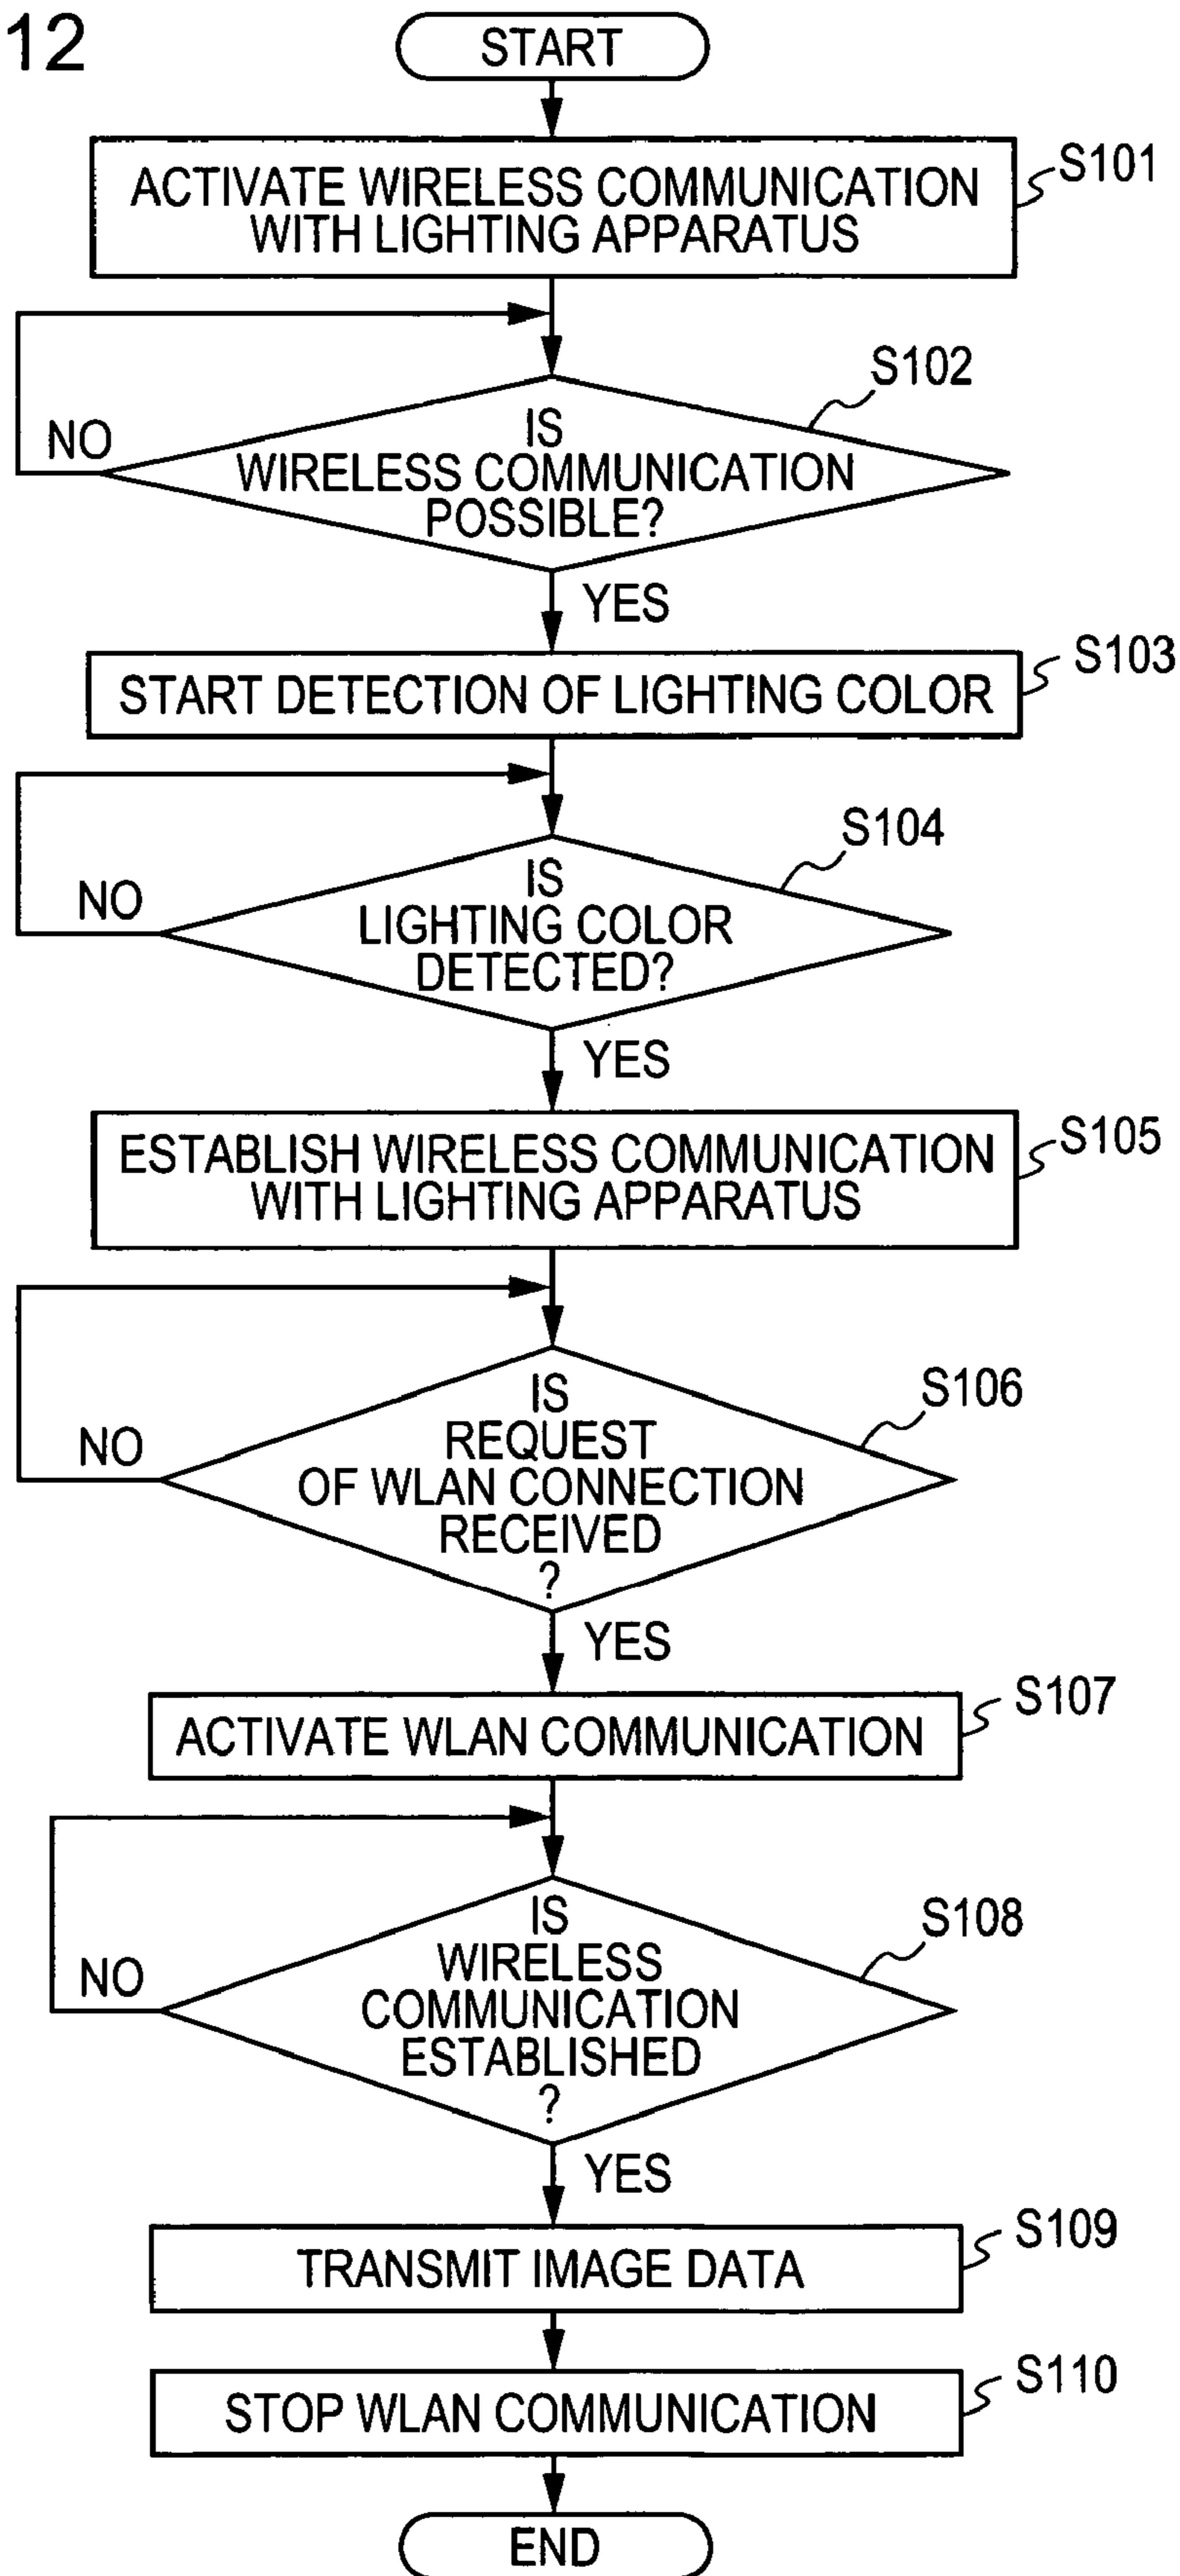 12
START
ACTIVATE WIRELESS COMMUNICATION
WITH LIGHTING APPARATUS
S101
S102
IS
WIRELESS COMMUNICATION
POSSIBLE?
NO
YES
S103
START DETECTION OF LIGHTING COLOR
S104
IS
LIGHTING COLOR
DETECTED?
NO
YES
ESTABLISH WIRELESS COMMUNICATION
WITH LIGHTING APPARATUS
S105
IS
REQUEST
OF WLAN CONNECTION
RECEIVED
?
S106
NO
YES
S107
ACTIVATE WLAN COMMUNICATION
IS
WIRELESS
COMMUNICATION
ESTABLISHED
?
S108
NO
YES
S109
TRANSMIT IMAGE DATA
S110
STOP WLAN COMMUNICATION
END